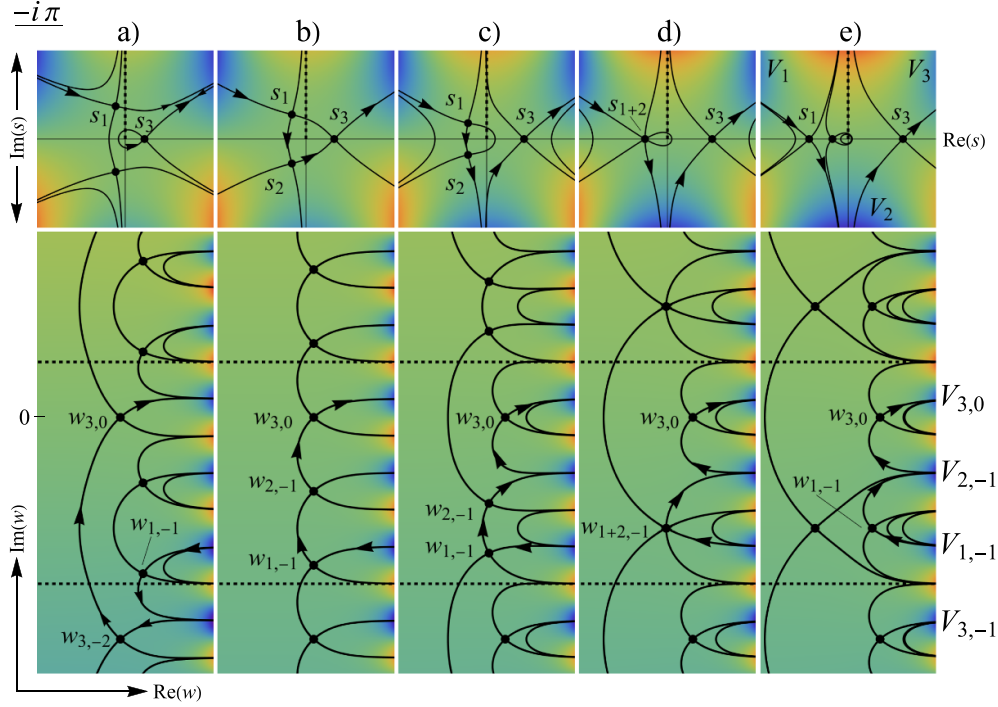 −iπ
a) b) c) d) e)
Im(s)
s₁ s₃
s₁ s₃ s₂
s₁ s₃ s₂
s₁₊₂ s₃
V₁ V₃ s₁ s₃ V₂
Re(s)
0
w₃,₀ w₃,₀ w₃,₀ w₃,₀ w₃,₀ V₃,₀
w₂,₋₁ w₂,₋₁ w₁,₋₁ V₂,₋₁
w₁,₋₁ w₁,₋₁ w₁,₋₁ w₁₊₂,₋₁ V₁,₋₁
w₃,₋₂ V₃,₋₁
Im(w)
Re(w)